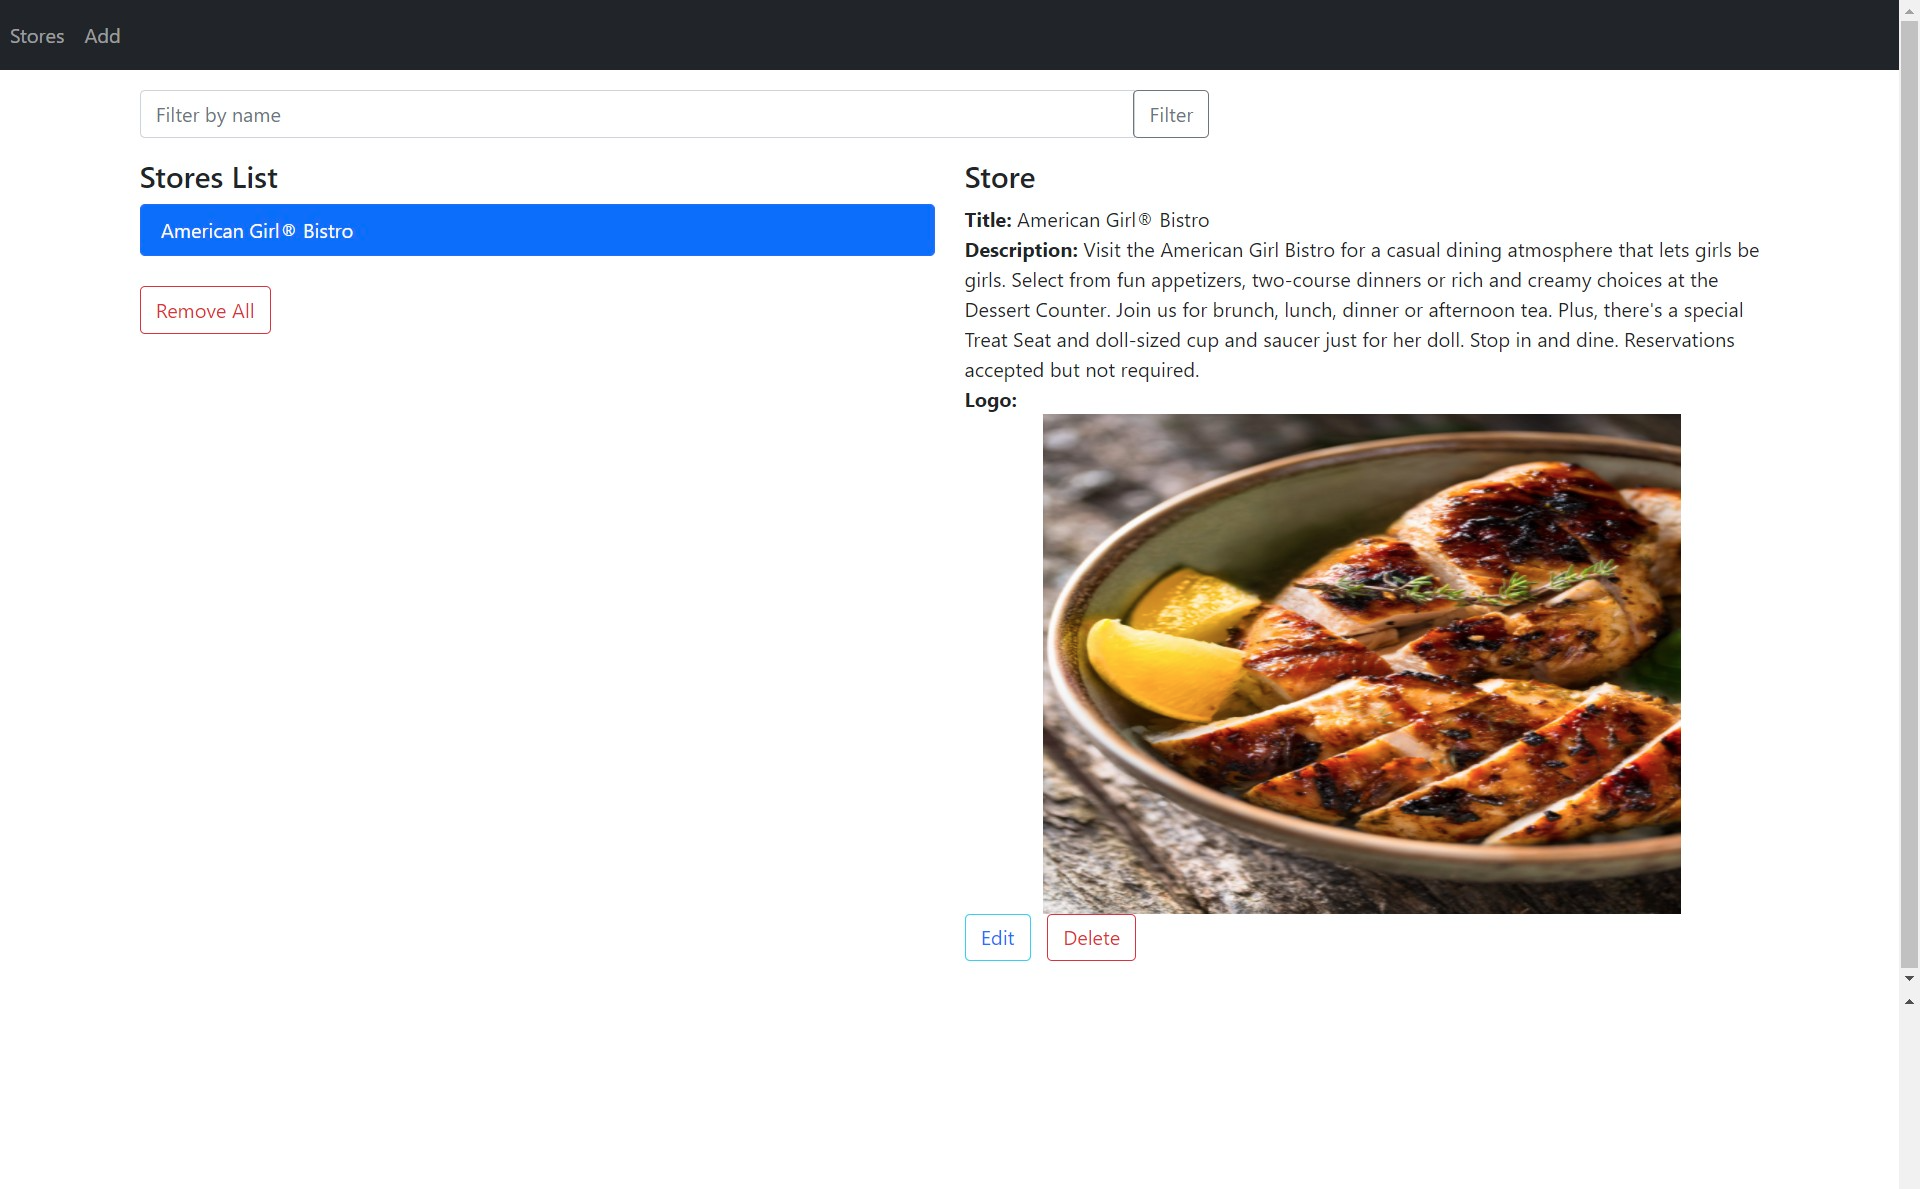 Stores Add
Filter by name Filter
Stores List
American Girl® Bistro
Remove All
Store
Title: American Girl® Bistro
Description: Visit the American Girl Bistro for a casual dining atmosphere that lets girls be
girls. Select from fun appetizers, two-course dinners or rich and creamy choices at the
Dessert Counter. Join us for brunch, lunch, dinner or afternoon tea. Plus, there's a special
Treat Seat and doll-sized cup and saucer just for her doll. Stop in and dine. Reservations
accepted but not required.
Logo:
Edit Delete